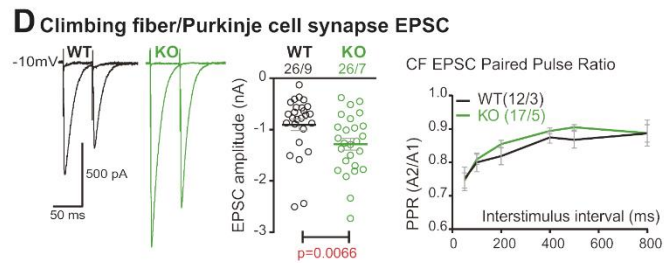 D Climbing fiber/Purkinje cell synapse EPSC
WT KO
-10mV
500 pA
50 ms
WT KO
26/9 26/7
EPSC amplitude (nA)
0
-1
-2
-3
p=0.0066
CF EPSC Paired Pulse Ratio
WT(12/3)
KO (17/5)
PPR (A2/A1)
1.0
0.9
0.8
0.7
0.6
Interstimulus interval (ms)
0 200 400 600 800